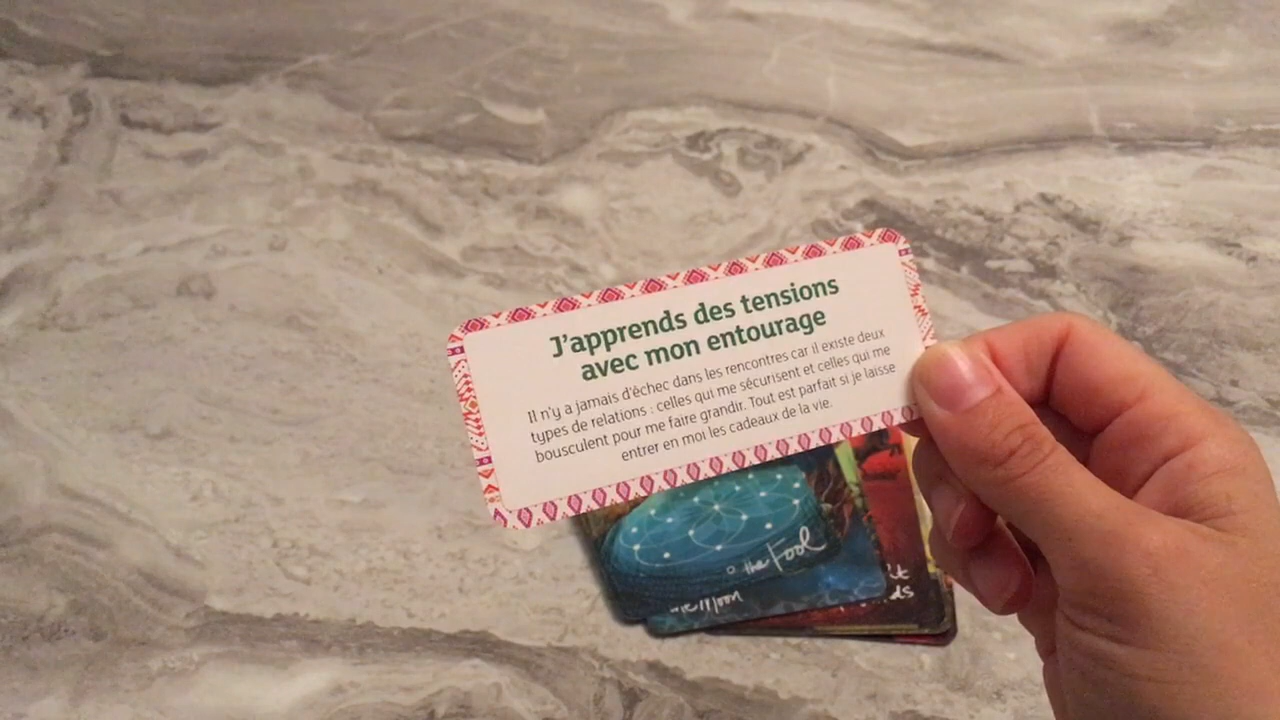 J'apprends des tensions
avec mon entourage
Il n'y a jamais d'échec dans les rencontres car il existe deux
types de relations : celles qui me sécurisent et celles qui me
bousculent pour me faire grandir. Tout est parfait si je laisse
entrer en moi les cadeaux de la vie.
0 the Fool
Moon